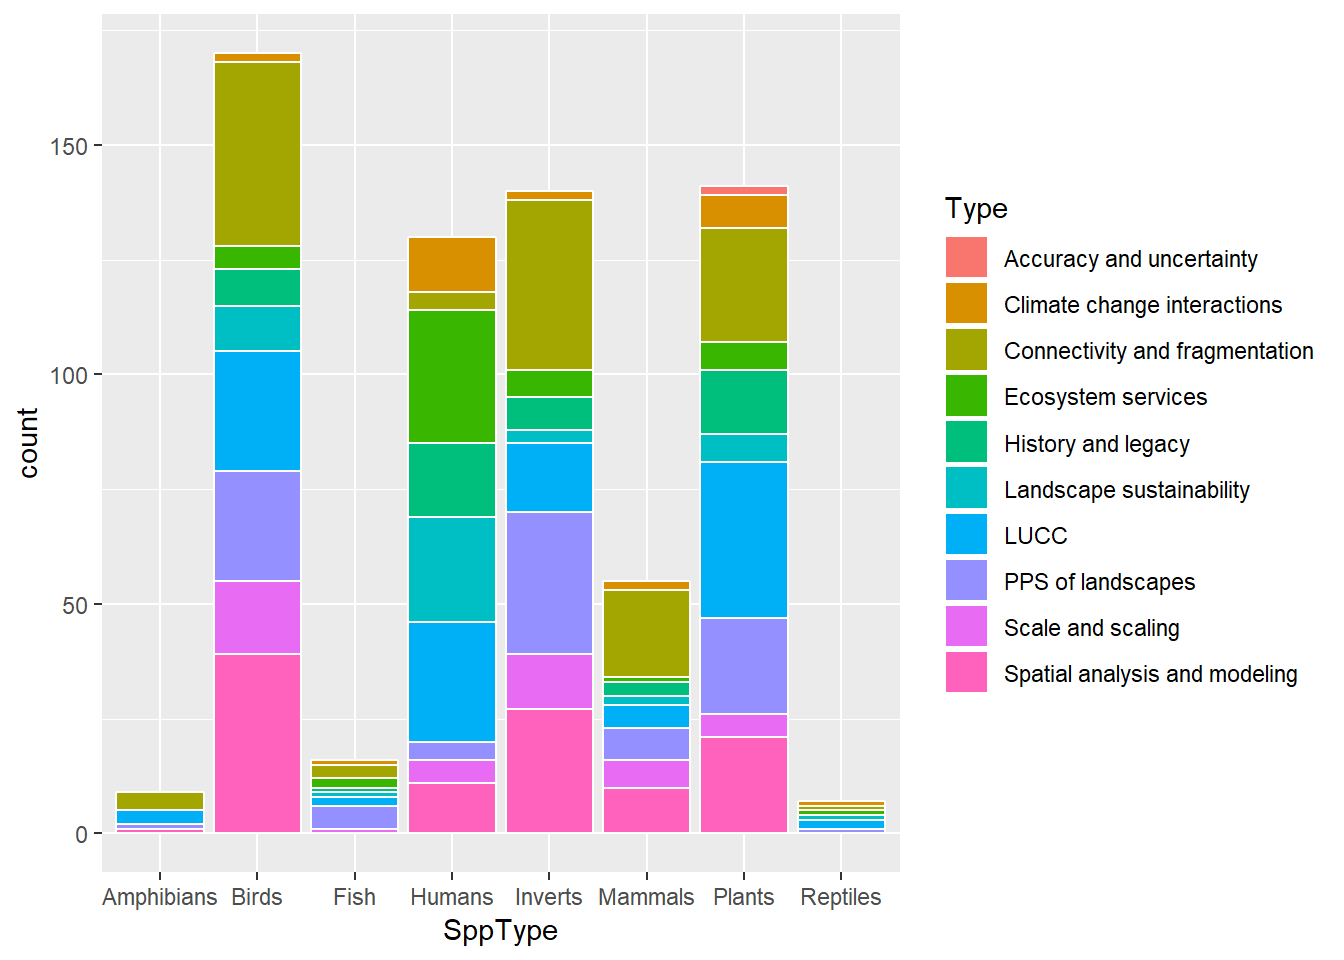 150
100
50
0
count
Amphibians Birds Fish Humans Inverts Mammals Plants Reptiles
SppType
Type
Accuracy and uncertainty
Climate change interactions
Connectivity and fragmentation
Ecosystem services
History and legacy
Landscape sustainability
LUCC
PPS of landscapes
Scale and scaling
Spatial analysis and modeling